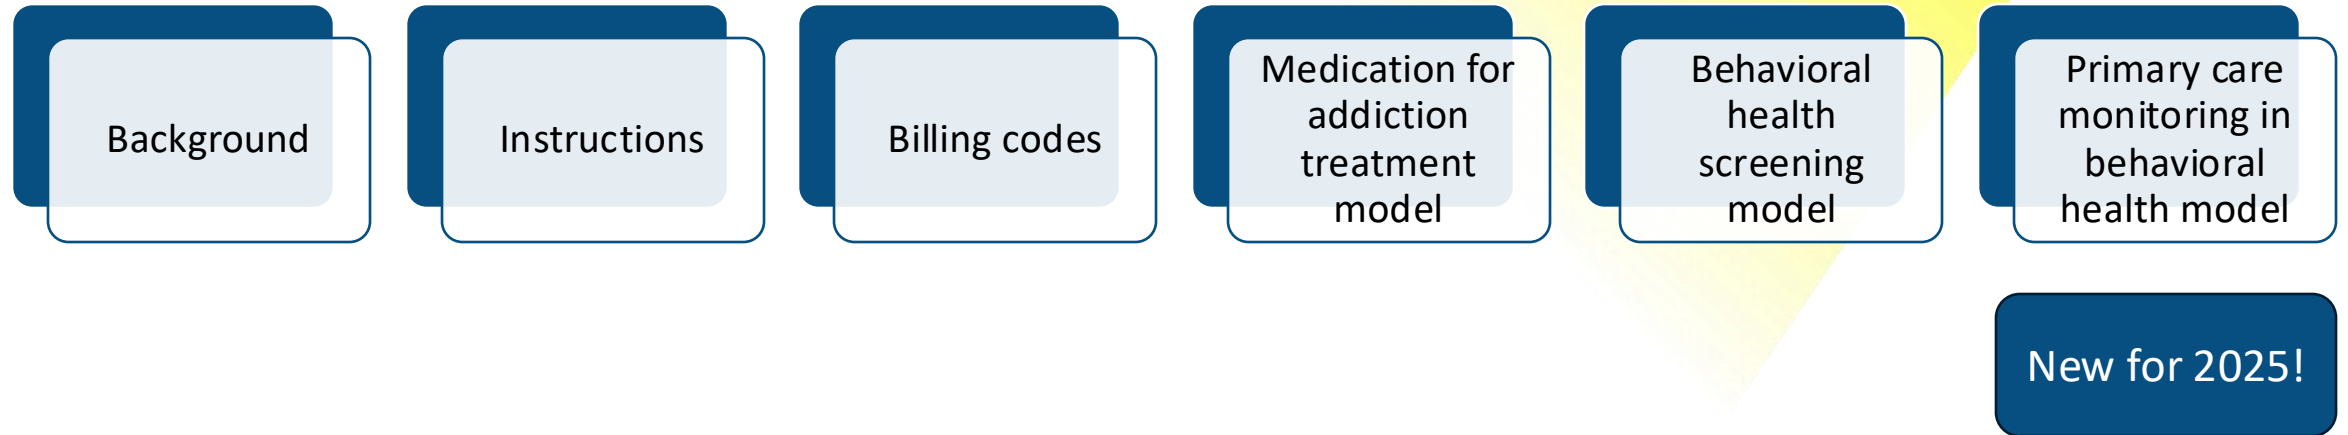 Background
Instructions
Billing codes
Medication for
addiction
treatment
model
Behavioral
health
screening
model
Primary care
monitoring in
behavioral
health model
New for 2025!